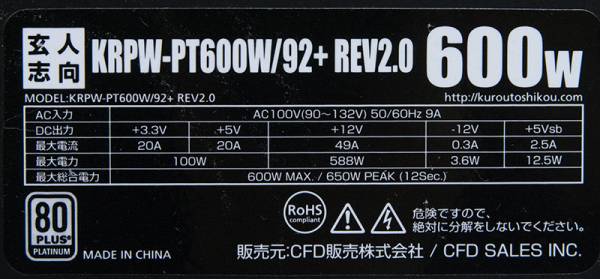 玄人志向
KRPW-PT600W/92+ REV2.0
600W
MODEL:KRPW-PT600W/92+ REV2.0
http://kuroutoshikou.com
AC入力 AC100V(90〜132V) 50/60Hz 9A
DC出力 +3.3V +5V +12V -12V +5Vsb
最大電流 20A 20A 49A 0.3A 2.5A
最大電力 100W 588W 3.6W 12.5W
最大総合電力 600W MAX. / 650W PEAK (12Sec.)
80
PLUS
PLATINUM
MADE IN CHINA
RoHS
compliant
危険ですので、
絶対に分解をしないでください。
販売元:CFD販売株式会社 / CFD SALES INC.